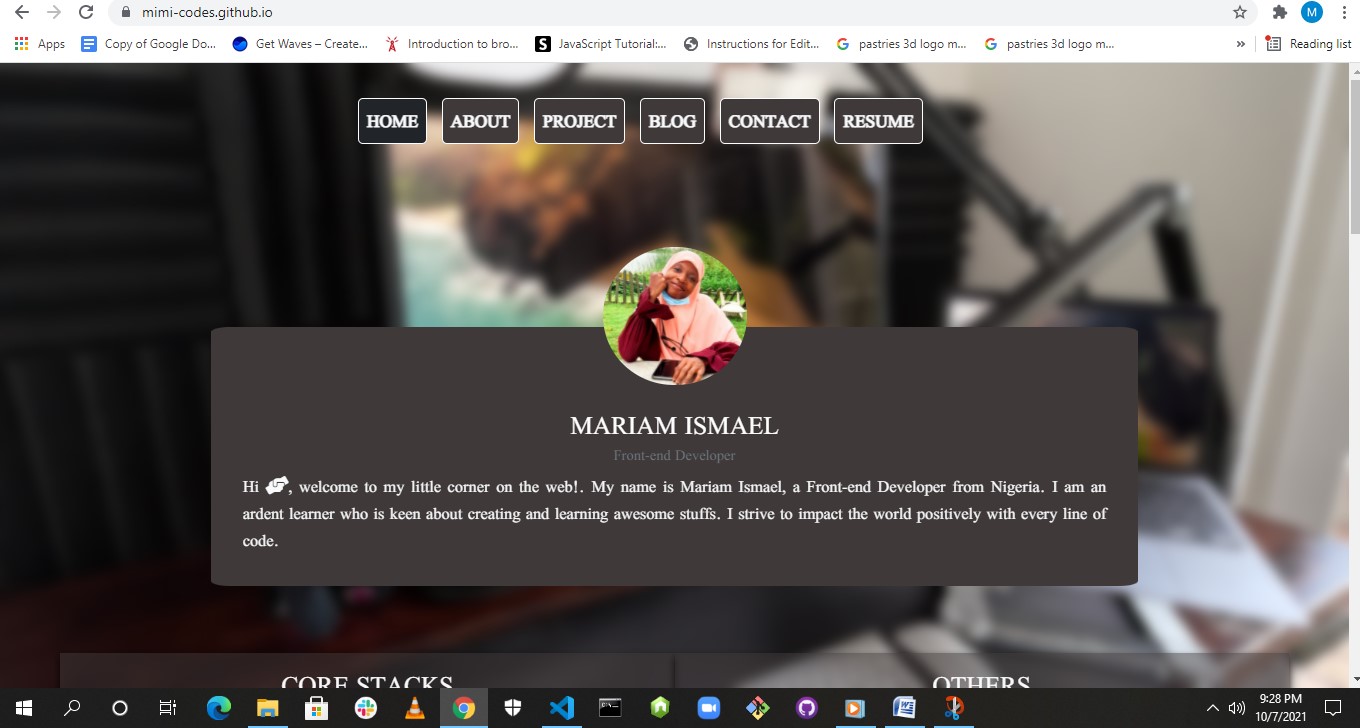 mimi-codes.github.io
M
Apps Copy of Google Do... Get Waves – Create... Introduction to bro... S JavaScript Tutorial:... Instructions for Edit... G pastries 3d logo m... G pastries 3d logo m... » Reading list
HOME ABOUT PROJECT BLOG CONTACT RESUME
MARIAM ISMAEL
Front-end Developer
Hi , welcome to my little corner on the web!. My name is Mariam Ismael, a Front-end Developer from Nigeria. I am an
ardent learner who is keen about creating and learning awesome stuffs. I strive to impact the world positively with every line of
code.
CORE STACKS OTHERS
9:28 PM
10/7/2021